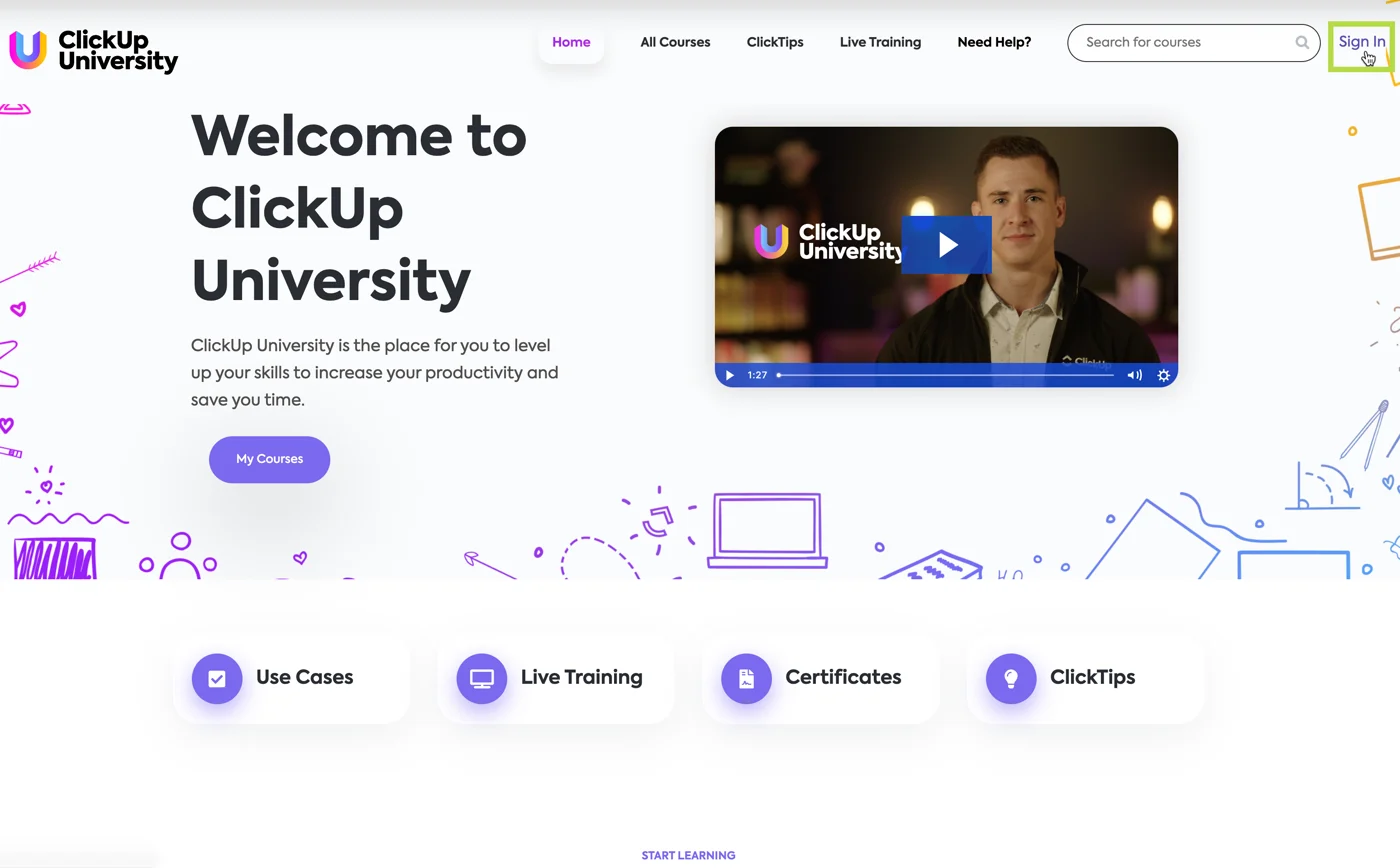 ClickUp
University
Home
All Courses
ClickTips
Live Training
Need Help?
Search for courses
Sign In
Welcome to
ClickUp
University
ClickUp University is the place for you to level
up your skills to increase your productivity and
save you time.
My Courses
ClickUp
University
ClickUp
1:27
H2O
Use Cases
Live Training
Certificates
ClickTips
START LEARNING